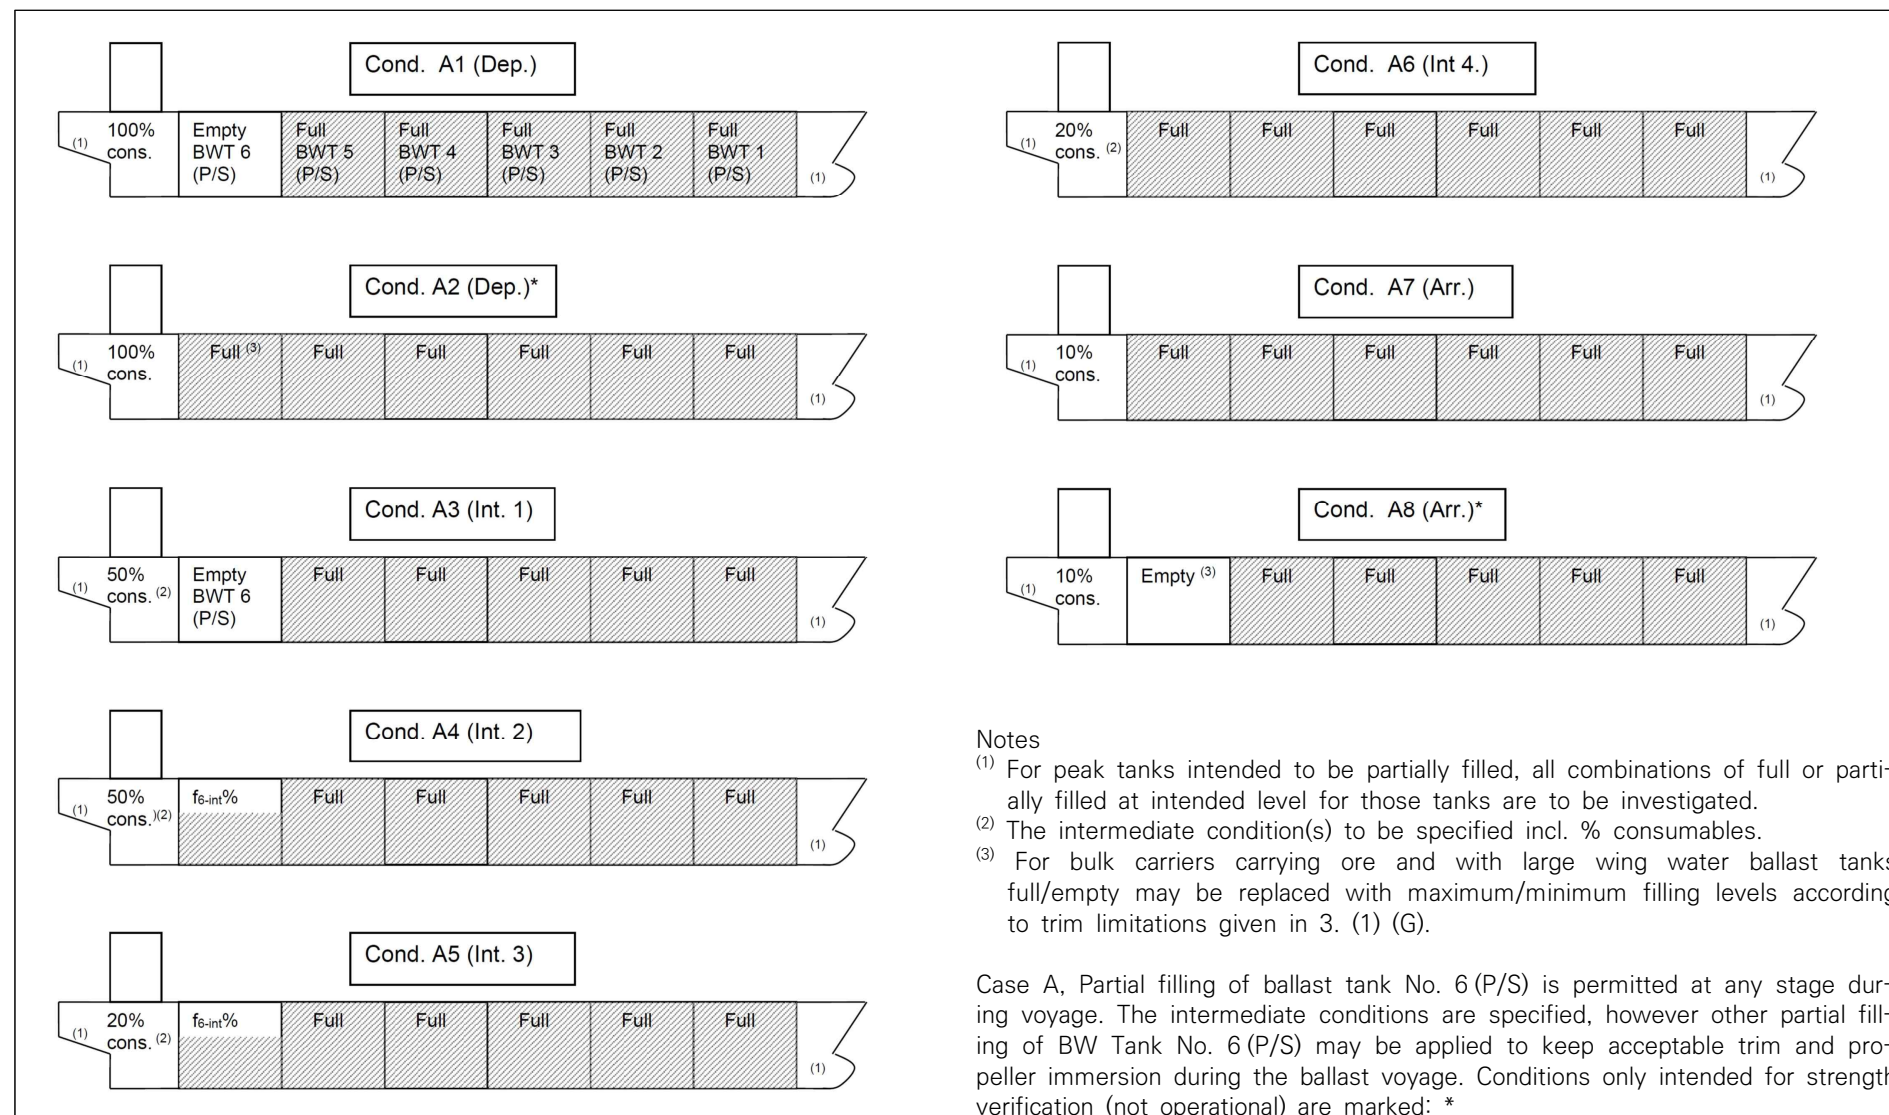 Cond. A1 (Dep.)
(1)
100%
cons.
Empty
BWT 6
(P/S)
Full
BWT 5
(P/S)
Full
BWT 4
(P/S)
Full
BWT 3
(P/S)
Full
BWT 2
(P/S)
Full
BWT 1
(P/S)
(1)
Cond. A2 (Dep.)*
(1)
100%
cons.
Full (3)
Full
Full
Full
Full
Full
(1)
Cond. A3 (Int. 1)
(1)
50%
cons. (2)
Empty
BWT 6
(P/S)
Full
Full
Full
Full
Full
(1)
Cond. A4 (Int. 2)
(1)
50%
cons.)(2)
f6-int%
Full
Full
Full
Full
Full
(1)
Cond. A5 (Int. 3)
(1)
20%
cons. (2)
f6-int%
Full
Full
Full
Full
Full
(1)
Cond. A6 (Int 4.)
(1)
20%
cons. (2)
Full
Full
Full
Full
Full
Full
(1)
Cond. A7 (Arr.)
(1)
10%
cons.
Full
Full
Full
Full
Full
Full
(1)
Cond. A8 (Arr.)*
(1)
10%
cons.
Empty (3)
Full
Full
Full
Full
Full
(1)
Notes
(1) For peak tanks intended to be partially filled, all combinations of full or parti-
ally filled at intended level for those tanks are to be investigated.
(2) The intermediate condition(s) to be specified incl. % consumables.
(3) For bulk carriers carrying ore and with large wing water ballast tanks
full/empty may be replaced with maximum/minimum filling levels according
to trim limitations given in 3. (1) (G).
Case A, Partial filling of ballast tank No. 6 (P/S) is permitted at any stage dur-
ing voyage. The intermediate conditions are specified, however other partial fill-
ing of BW Tank No. 6 (P/S) may be applied to keep acceptable trim and pro-
peller immersion during the ballast voyage. Conditions only intended for strength
verification (not operational) are marked: *